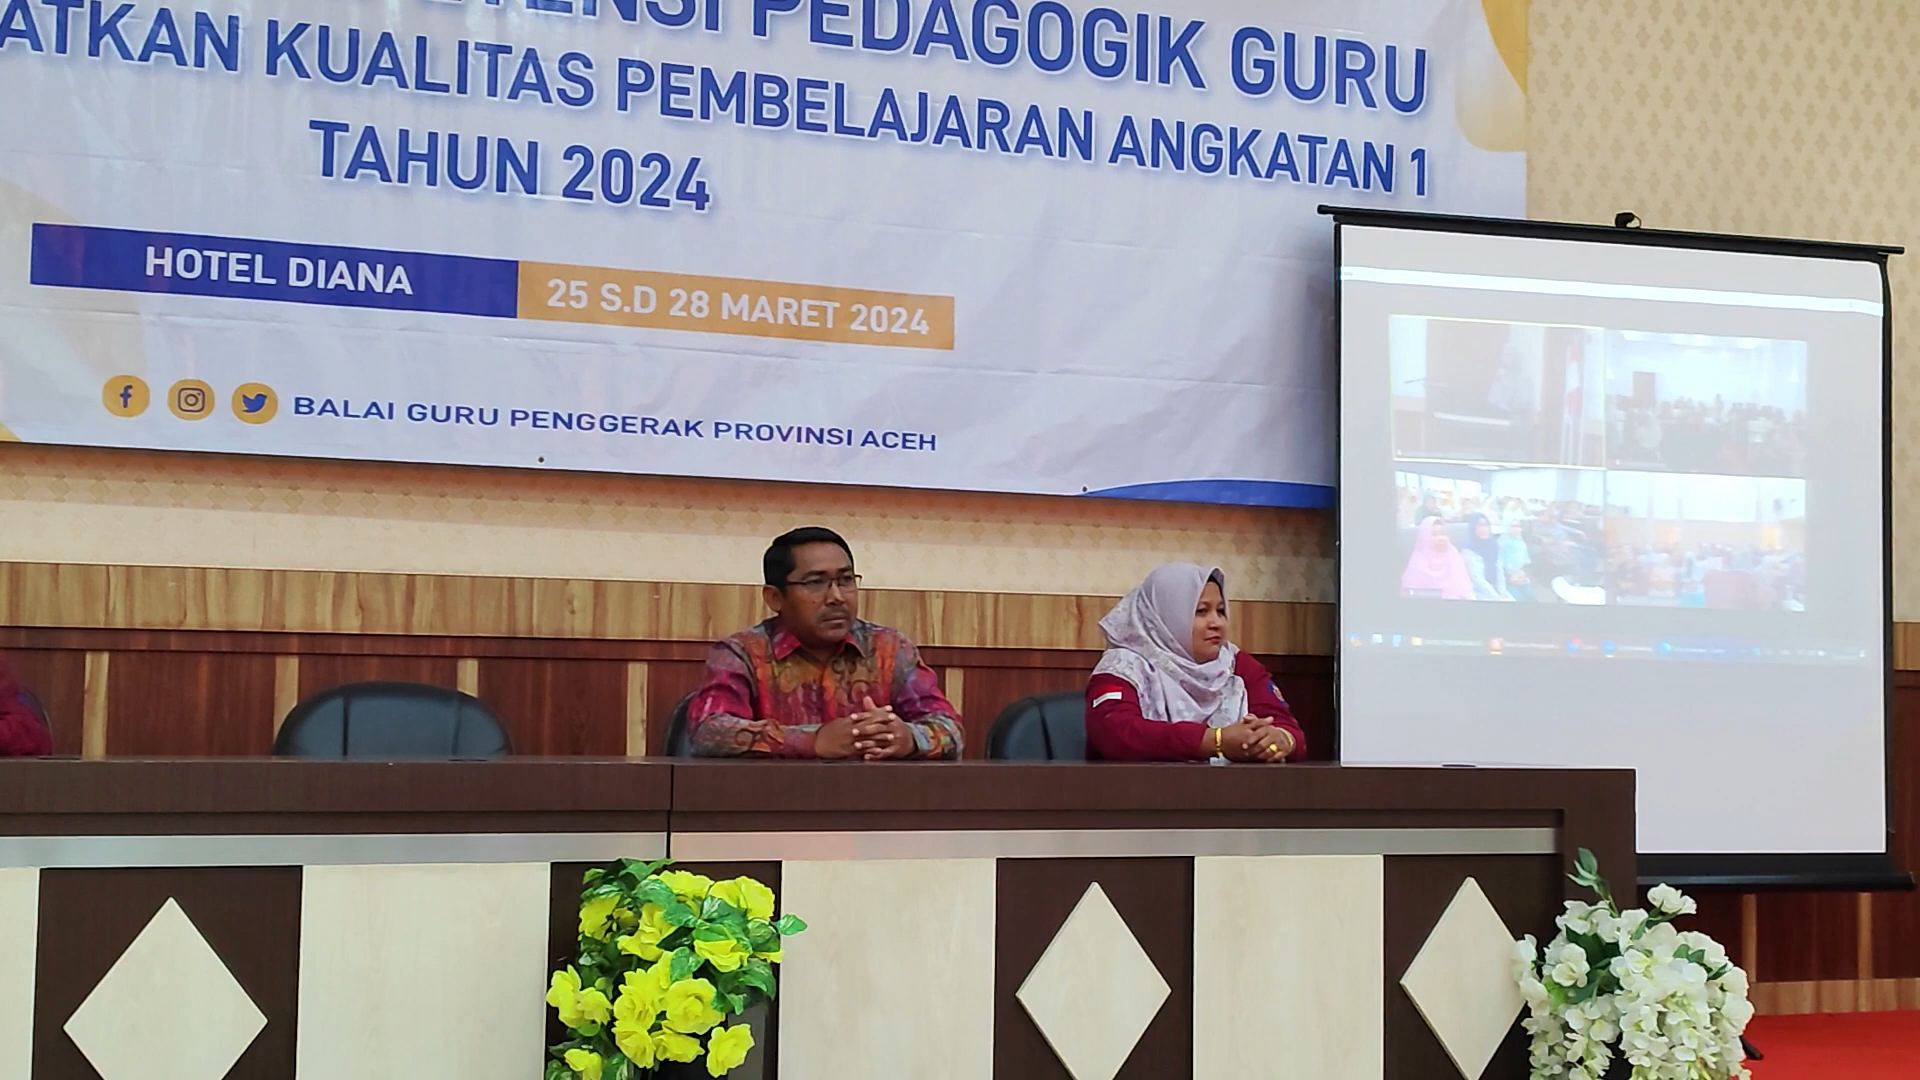 PEDAGOGIK GURU
KUALITAS PEMBELAJARAN ANGKATAN 1
TAHUN 2024
HOTEL DIANA
25 S.D 28 MARET 2024
BALAI GURU PENGGERAK PROVINSI ACEH